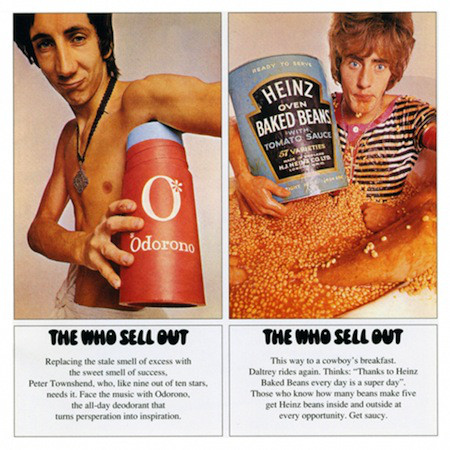 O*
Odorono
READY TO SERVE
HEINZ
OVEN
BAKED BEANS
WITH
TOMATO SAUCE
57 VARIETIES
H.J. HEINZ CO. LTD.
THE WHO SELL OUT
Replacing the stale smell of excess with
the sweet smell of success,
Peter Townshend, who, like nine out of ten stars,
needs it. Face the music with Odorono,
the all-day deodorant that
turns persperation into inspiration.
THE WHO SELL OUT
This way to a cowboy's breakfast.
Daltrey rides again. Thinks: "Thanks to Heinz
Baked Beans every day is a super day".
Those who know how many beans make five
get Heinz beans inside and outside at
every opportunity. Get saucy.